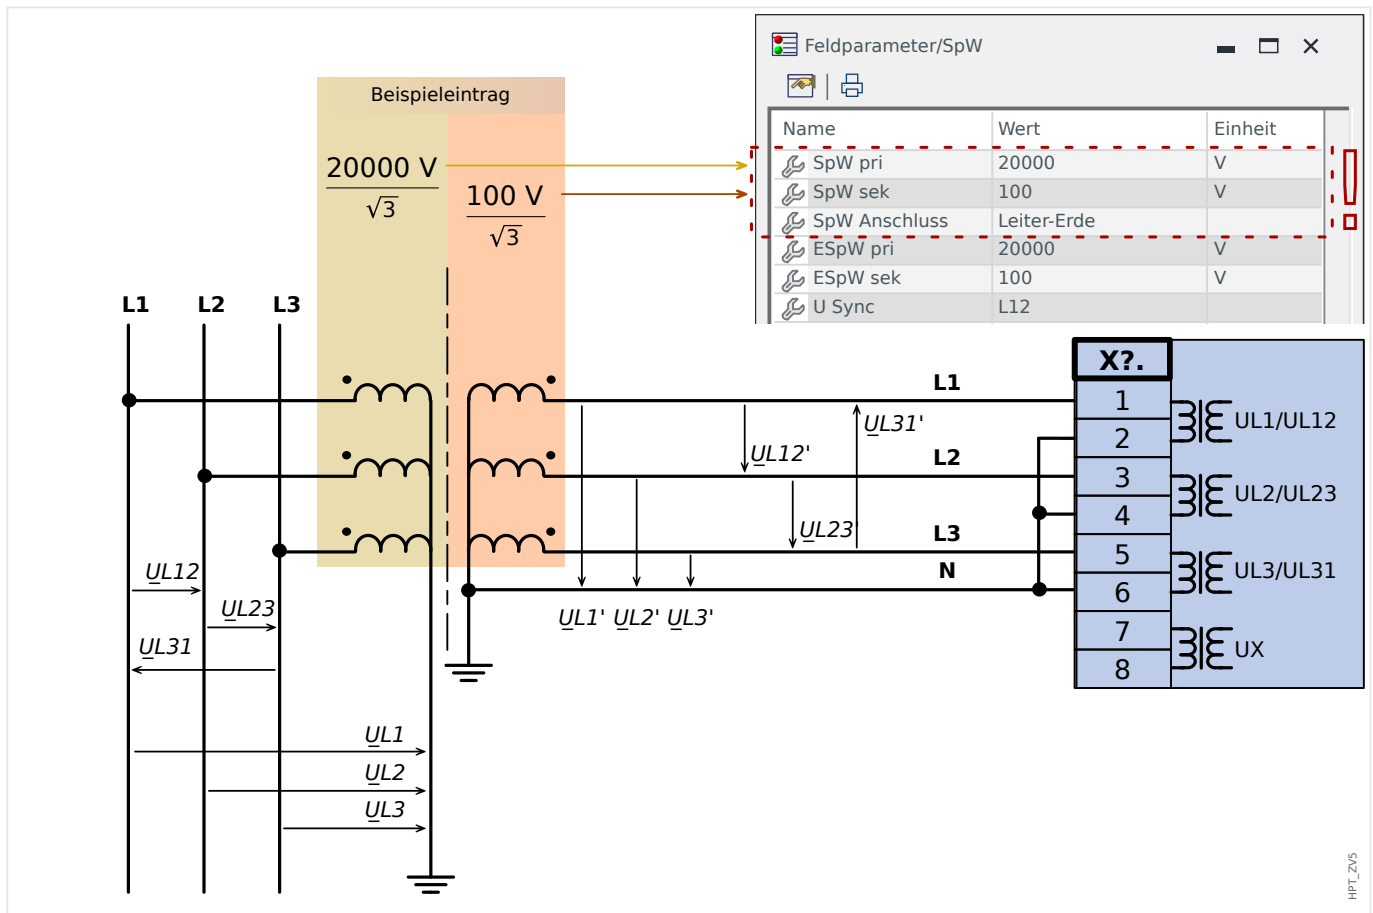 Feldparameter/SpW
Beispieleintrag
Name Wert Einheit
SpW pri 20000 V
SpW sek 100 V
SpW Anschluss Leiter-Erde
ESpW pri 20000 V
ESpW sek 100 V
U Sync L12
20000 V
√3
100 V
√3
L1 L2 L3
X?.
L1
1
2
UL1/UL12
UL31'
UL12'
L2
3
4
UL2/UL23
UL23'
L3
5
6
UL3/UL31
N
7
8
UX
UL12
UL23
UL31
UL1' UL2' UL3'
UL1
UL2
UL3
HPT_ZV5